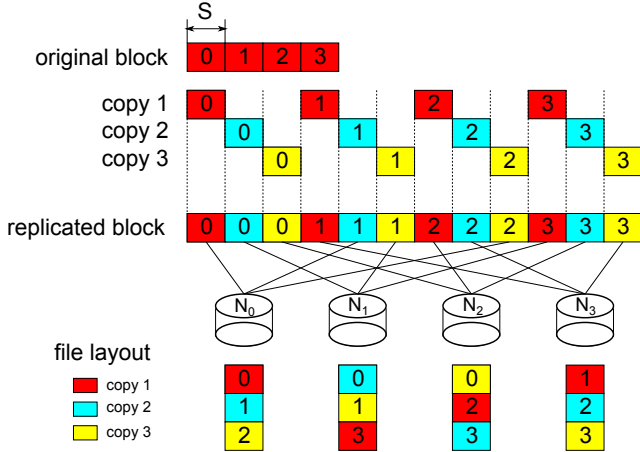 S
original block 0 1 2 3
copy 1 0 1 2 3
copy 2 0 1 2 3
copy 3 0 1 2 3
replicated block 0 0 0 1 1 1 2 2 2 3 3 3
N0 N1 N2 N3
file layout
0 0 0 1
copy 1
1 1 2 2
copy 2
2 3 3 3
copy 3